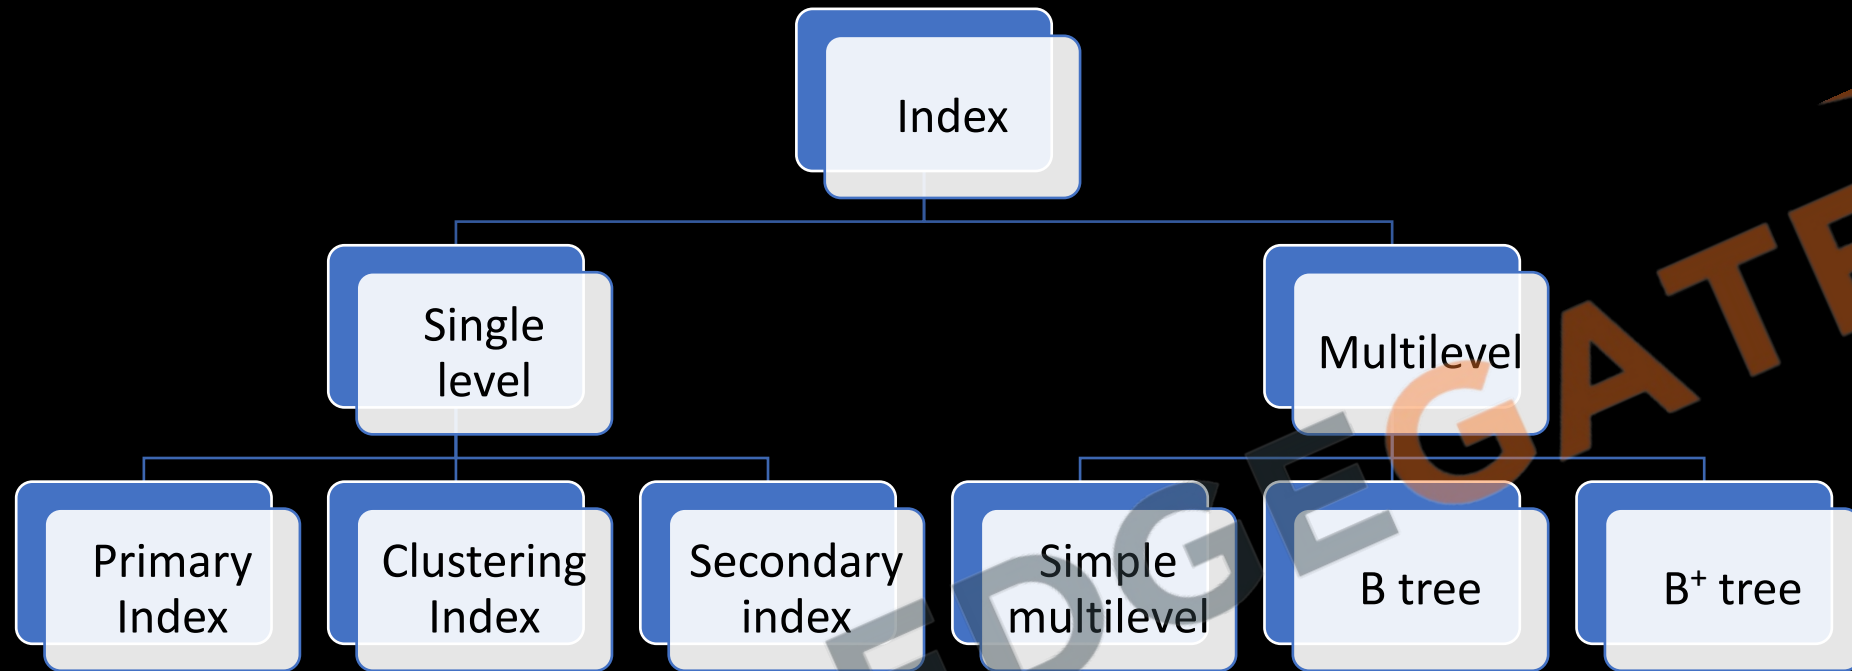 Index
Single
level
Multilevel
Primary
Index
Clustering
Index
Secondary
index
Simple
multilevel
B tree
B⁺ tree
EDGEGATE